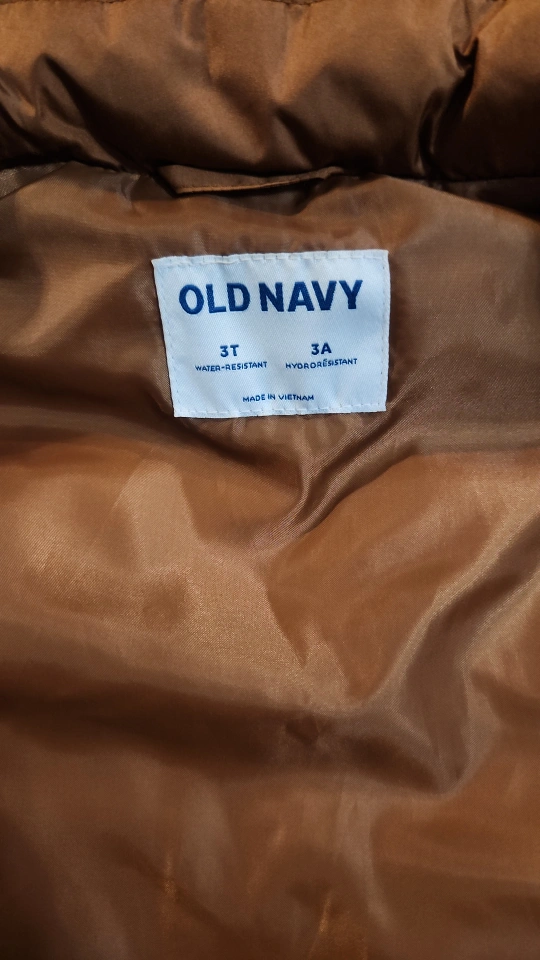 OLD NAVY
3T 3A
WATER-RESISTANT HYDRORÉSISTANT
MADE IN VIETNAM